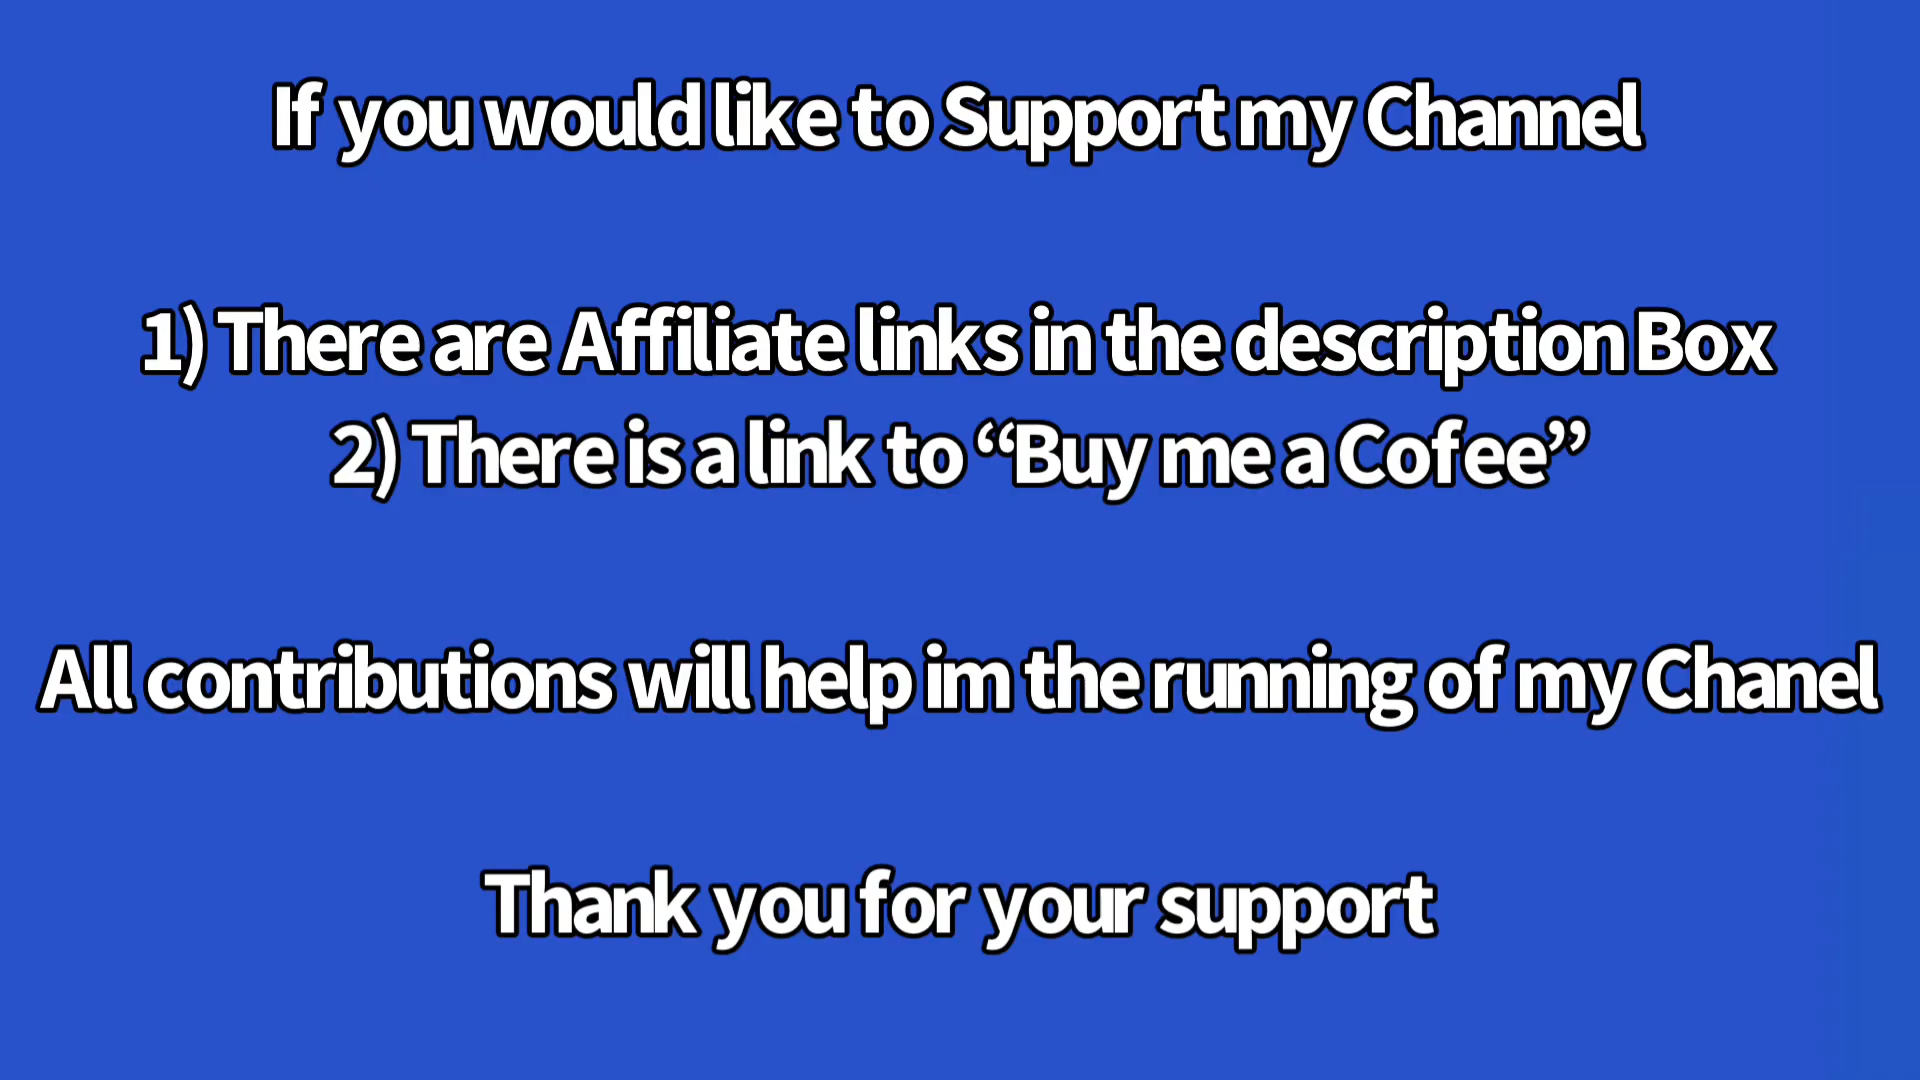 If you would like to Support my Channel
1) There are Affiliate links in the description Box
2) There is a link to “Buy me a Cofee”
All contributions will help im the running of my Chanel
Thank you for your support